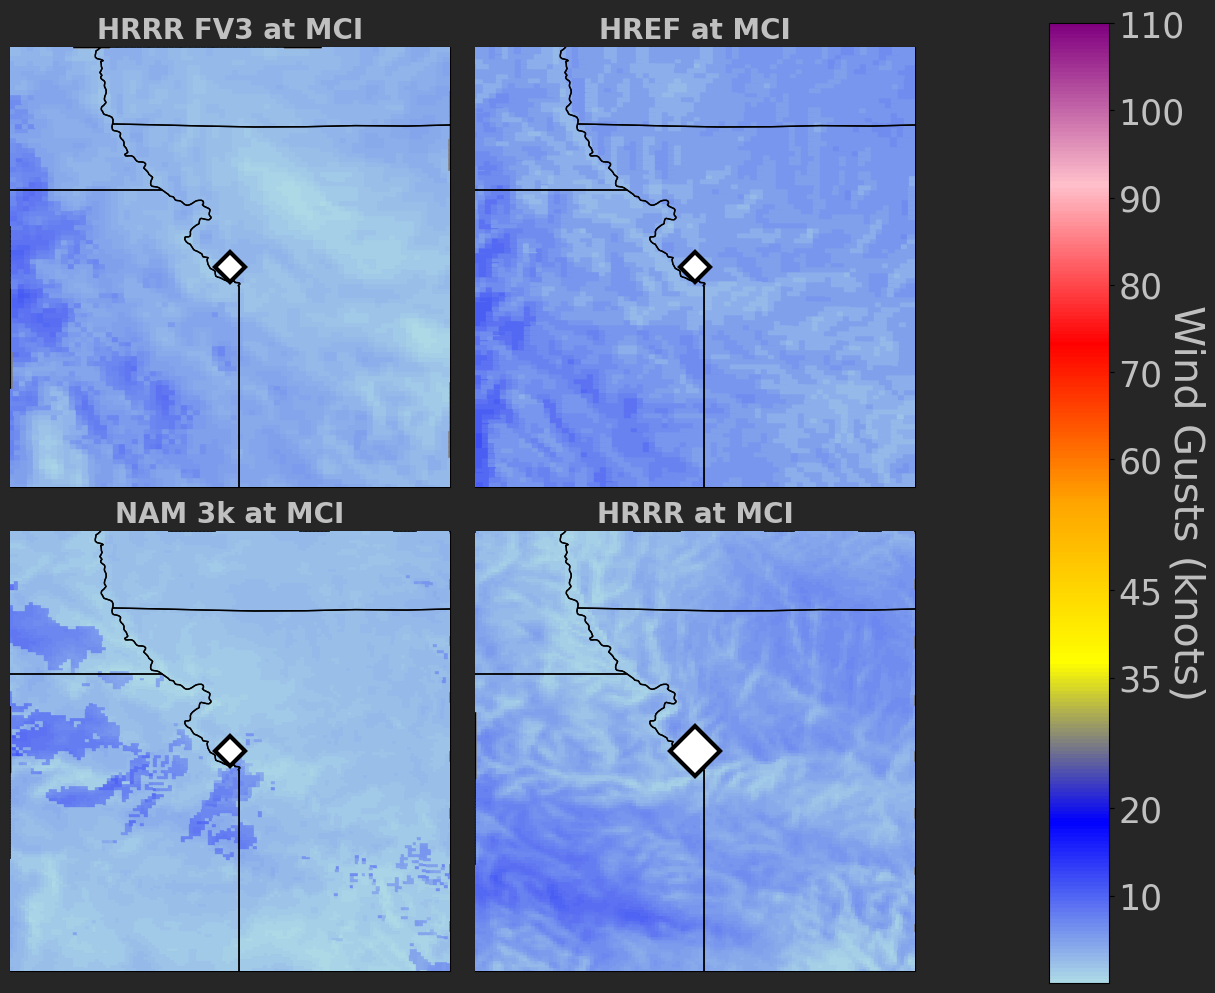 HRRR FV3 at MCI
HREF at MCI
NAM 3k at MCI
HRRR at MCI
110
100
90
80
70
60
45
35
20
10
Wind Gusts (knots)